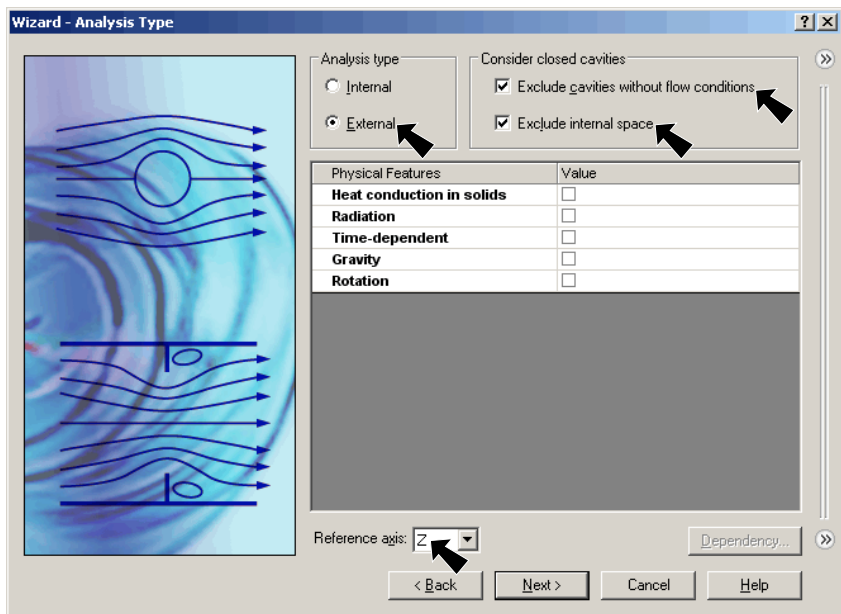 Wizard - Analysis Type
Analysis type
Internal
External
Consider closed cavities
Exclude cavities without flow conditions
Exclude internal space
Physical Features Value
Heat conduction in solids
Radiation
Time-dependent
Gravity
Rotation
Reference axis: Z
Dependency...
< Back Next > Cancel Help